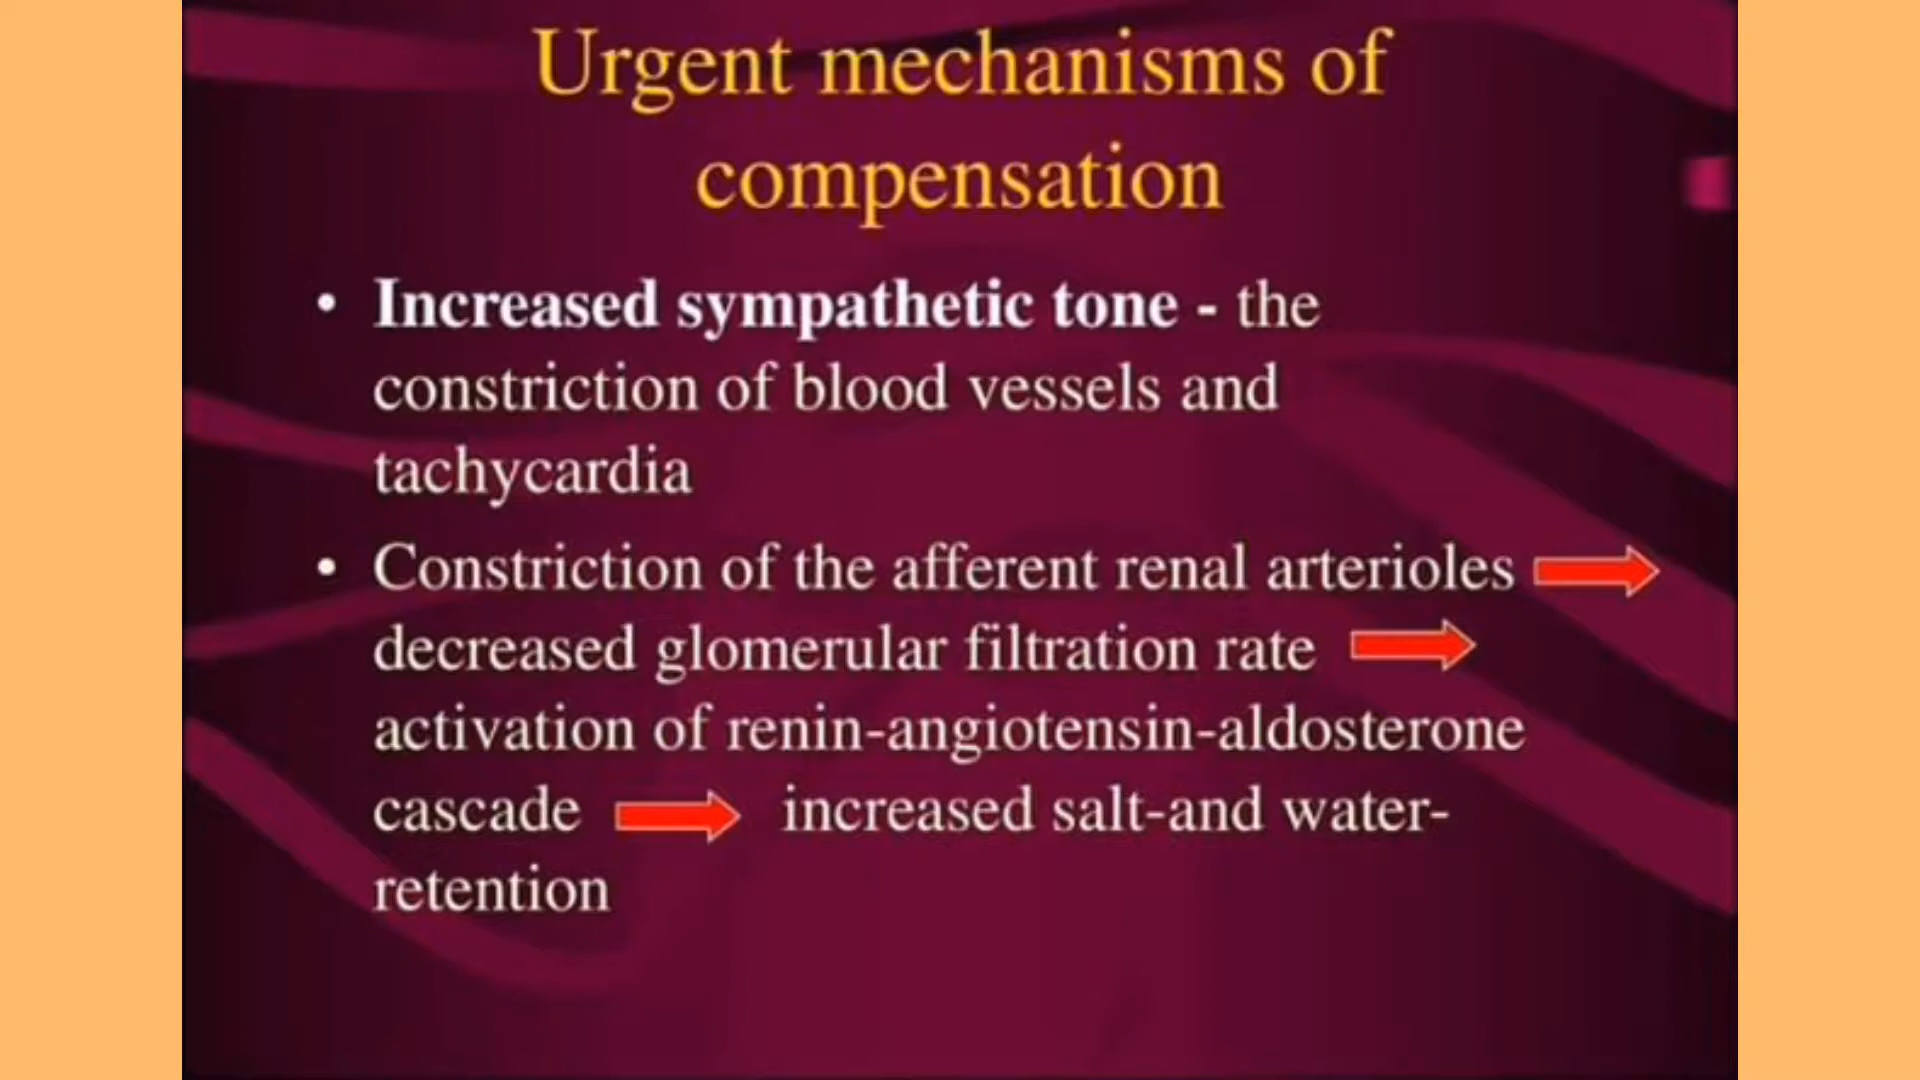 Urgent mechanisms of
compensation
• Increased sympathetic tone - the
constriction of blood vessels and
tachycardia
• Constriction of the afferent renal arterioles
decreased glomerular filtration rate
activation of renin-angiotensin-aldosterone
cascade increased salt-and water-
retention